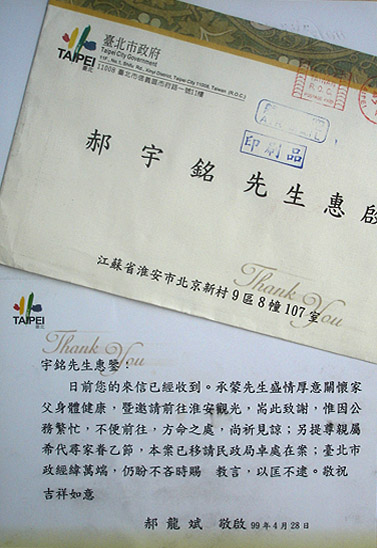 TAIPEI
臺北
臺北市政府
Taipei City Government
11F., No.1, Shifu Rd., Xinyi District, Taipei City 11008, Taiwan (R.O.C.)
11008 臺北市信義區市府路一號11樓
R.O.C.
印刷品
郝宇銘先生惠啟
Thank You
江蘇省淮安市北京新村9區8幢107室
TAIPEI
臺北
Thank You
宇銘先生惠鑒：
日前您的來信已經收到。承蒙先生盛情厚意關懷家
父身體健康，暨邀請前往淮安觀光，耑此致謝，惟因公
務繁忙，不便前往，方命之處，尚祈見諒；另提尊親屬
希代尋家眷乙節，本案已移請民政局卓處在案；臺北市
政經緯萬端，仍盼不吝時賜 教言，以匡不逮。敬祝
吉祥如意
郝龍斌 敬啟 99年4月28日